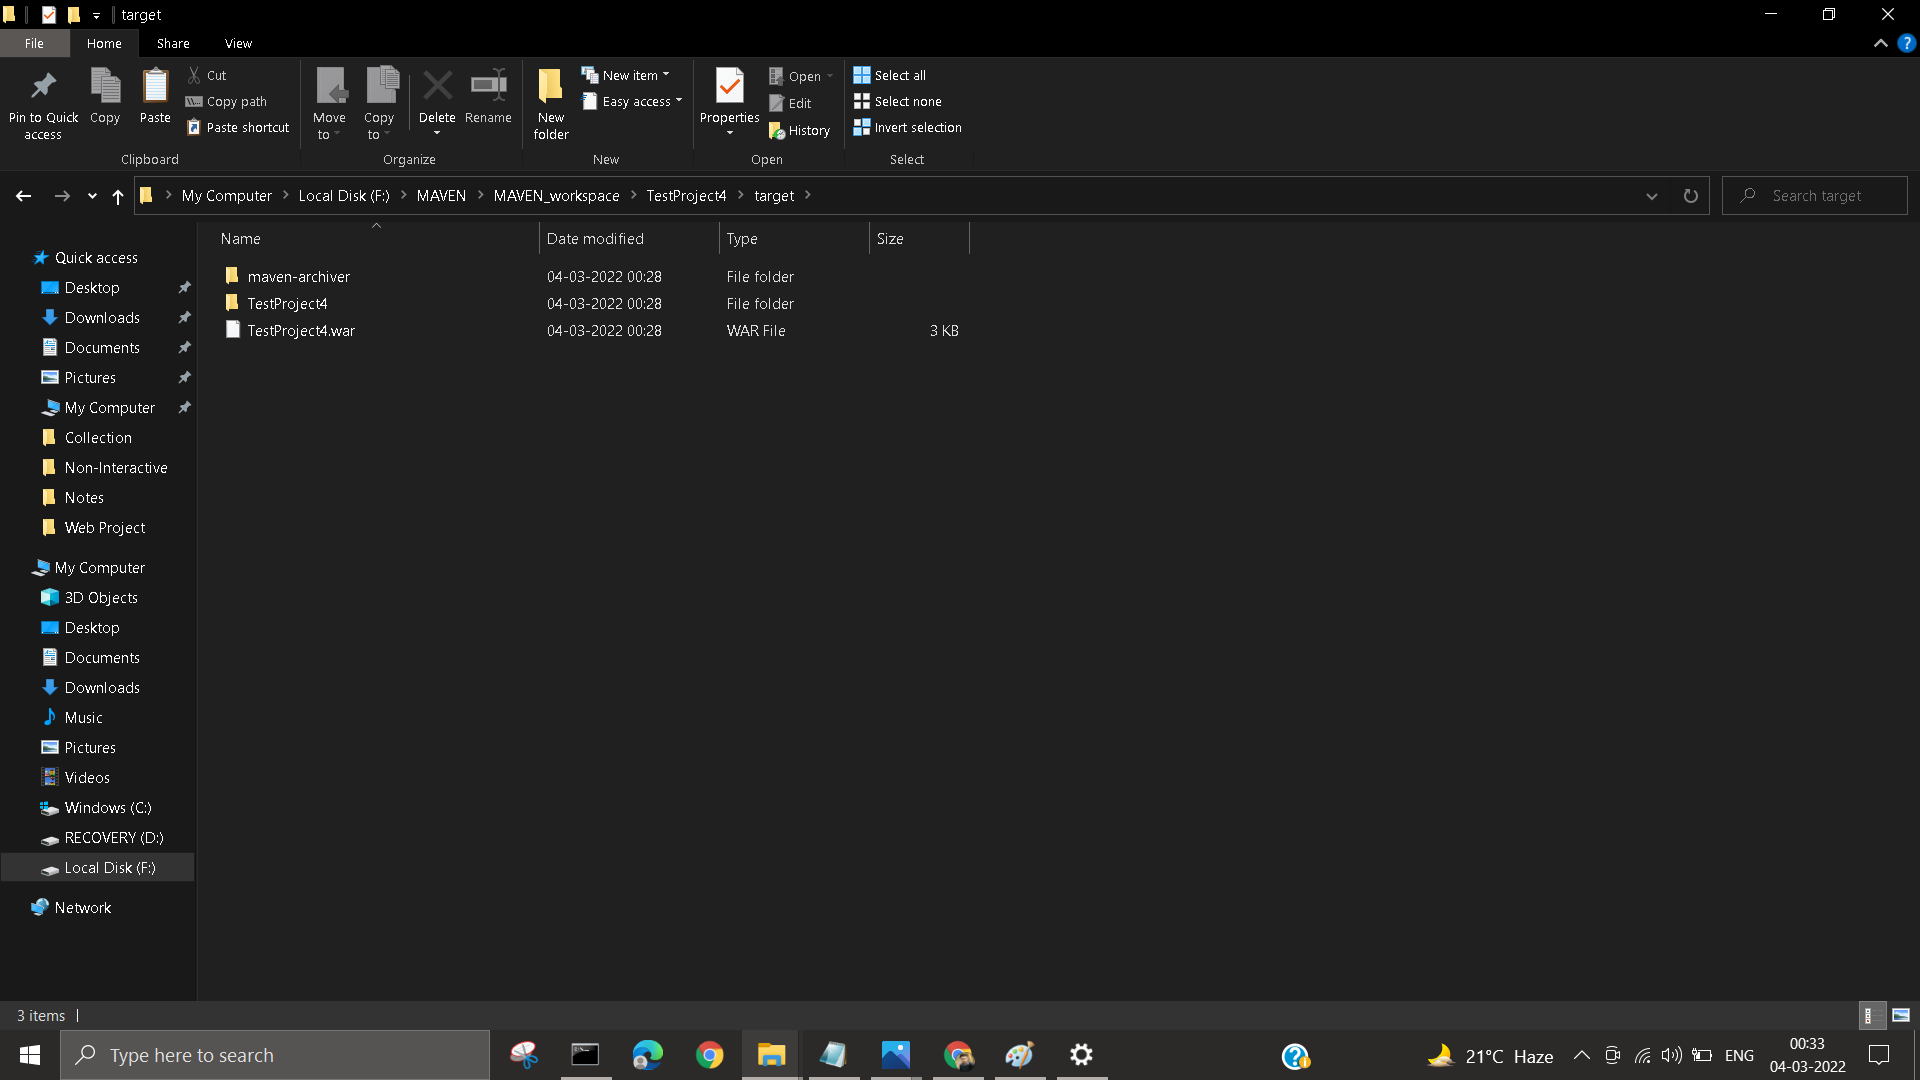 target
File
Home
Share
View
Pin to Quick access
Copy
Paste
Cut
Copy path
Paste shortcut
Clipboard
Move to
Copy to
Delete
Rename
Organize
New folder
New item
Easy access
New
Properties
Open
Edit
History
Open
Select all
Select none
Invert selection
Select
My Computer
Local Disk (F:)
MAVEN
MAVEN_workspace
TestProject4
target
Search target
Name Date modified Type Size
maven-archiver 04-03-2022 00:28 File folder
TestProject4 04-03-2022 00:28 File folder
TestProject4.war 04-03-2022 00:28 WAR File 3 KB
Quick access
Desktop
Downloads
Documents
Pictures
My Computer
Collection
Non-Interactive
Notes
Web Project
My Computer
3D Objects
Desktop
Documents
Downloads
Music
Pictures
Videos
Windows (C:)
RECOVERY (D:)
Local Disk (F:)
Network
3 items
Type here to search
21°C Haze
ENG
00:33
04-03-2022